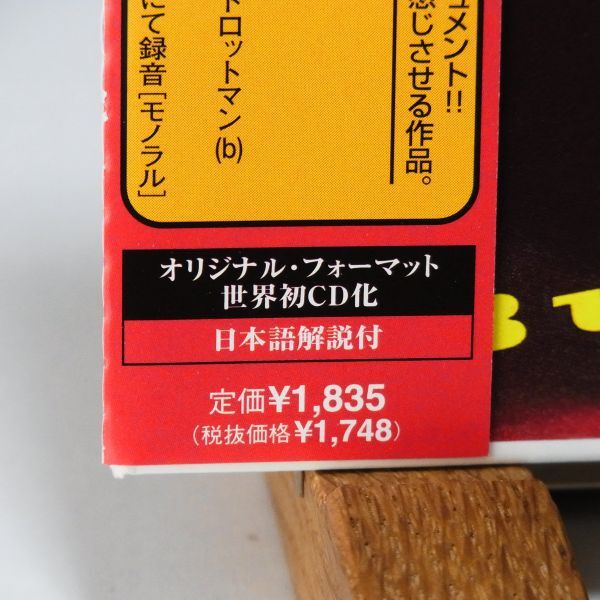 ュメント!!
感じさせる作品。
トロットマン(b)
にて録音[モノラル]
オリジナル・フォーマット
世界初CD化
日本語解説付
定価¥1,835
(税抜価格¥1,748)